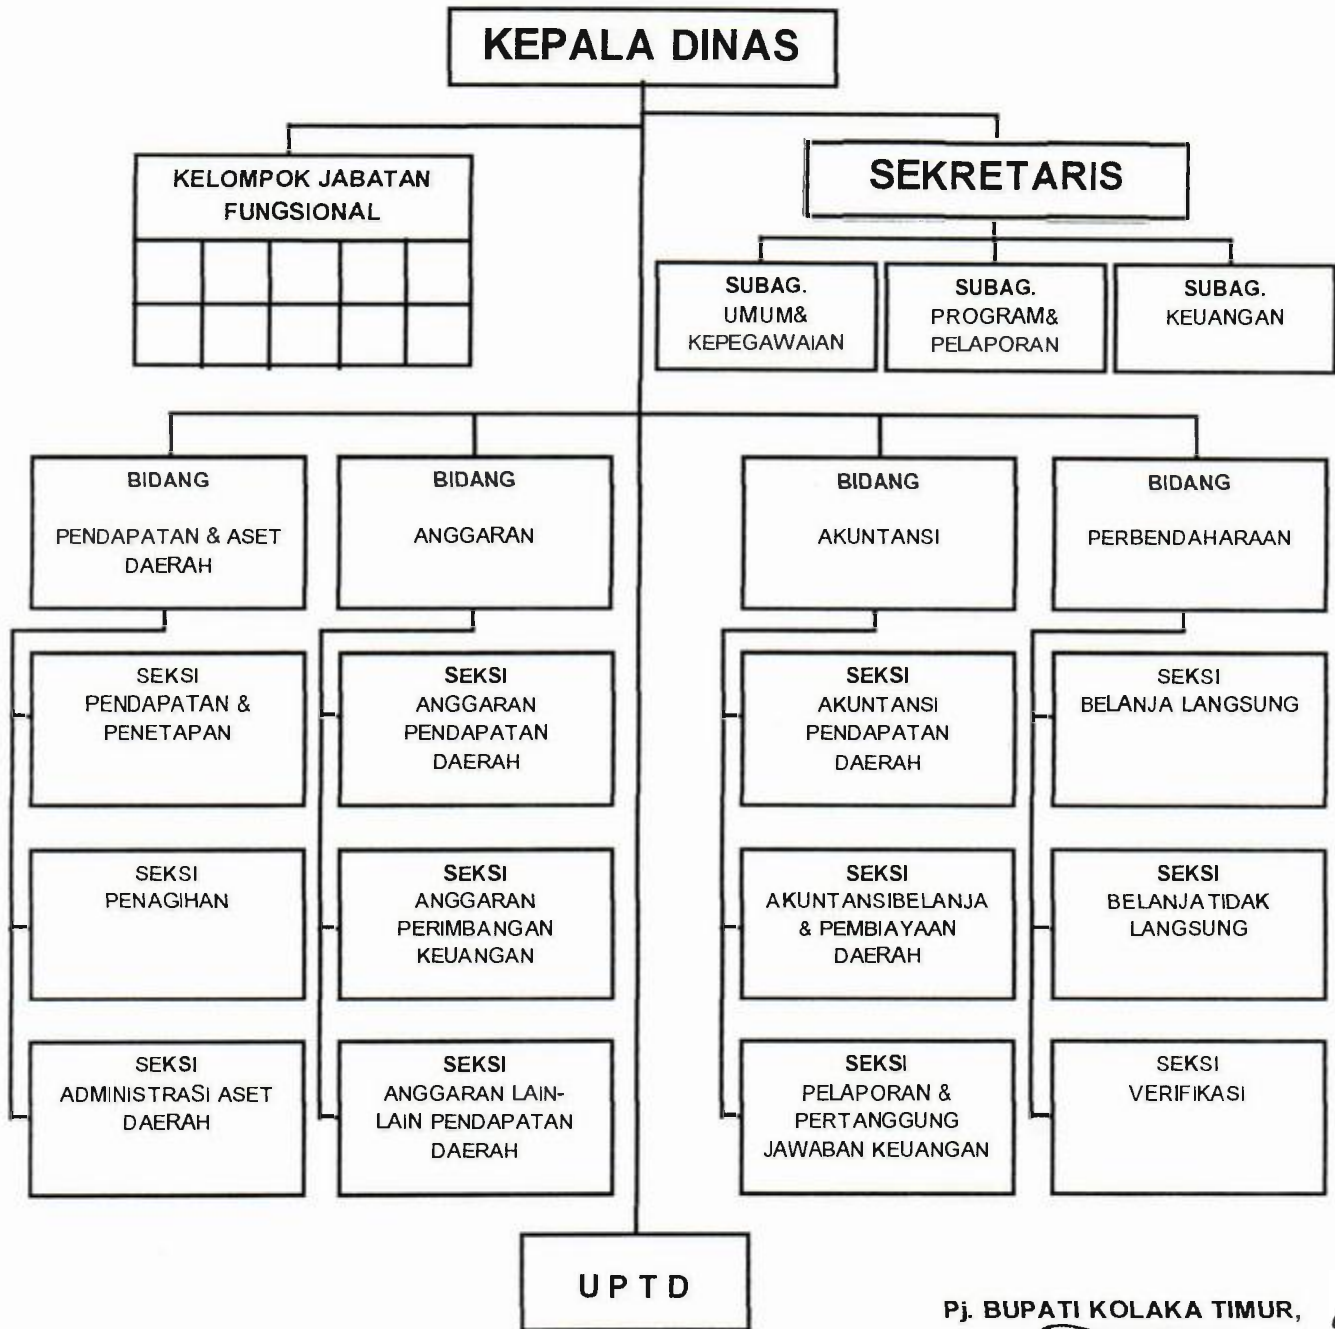 KEPALA DINAS
KELOMPOK JABATAN
FUNGSIONAL
SEKRETARIS
SUBAG.
UMUM&
KEPEGAWAIAN
SUBAG.
PROGRAM&
PELAPORAN
SUBAG.
KEUANGAN
BIDANG
PENDAPATAN & ASET
DAERAH
BIDANG
ANGGARAN
BIDANG
AKUNTANSI
BIDANG
PERBENDAHARAAN
SEKSI
PENDAPATAN &
PENETAPAN
SEKSI
ANGGARAN
PENDAPATAN
DAERAH
SEKSI
AKUNTANSI
PENDAPATAN
DAERAH
SEKSI
BELANJA LANGSUNG
SEKSI
PENAGIHAN
SEKSI
ANGGARAN
PERIMBANGAN
KEUANGAN
SEKSI
AKUNTANSIBELANJA
& PEMBIAYAAN
DAERAH
SEKSI
BELANJATIDAK
LANGSUNG
SEKSI
ADMINISTRASI ASET
DAERAH
SEKSI
ANGGARAN LAIN-
LAIN PENDAPATAN
DAERAH
SEKSI
PELAPORAN &
PERTANGGUNG
JAWABAN KEUANGAN
SEKSI
VERIFIKASI
U P T D
Pj. BUPATI KOLAKA TIMUR,